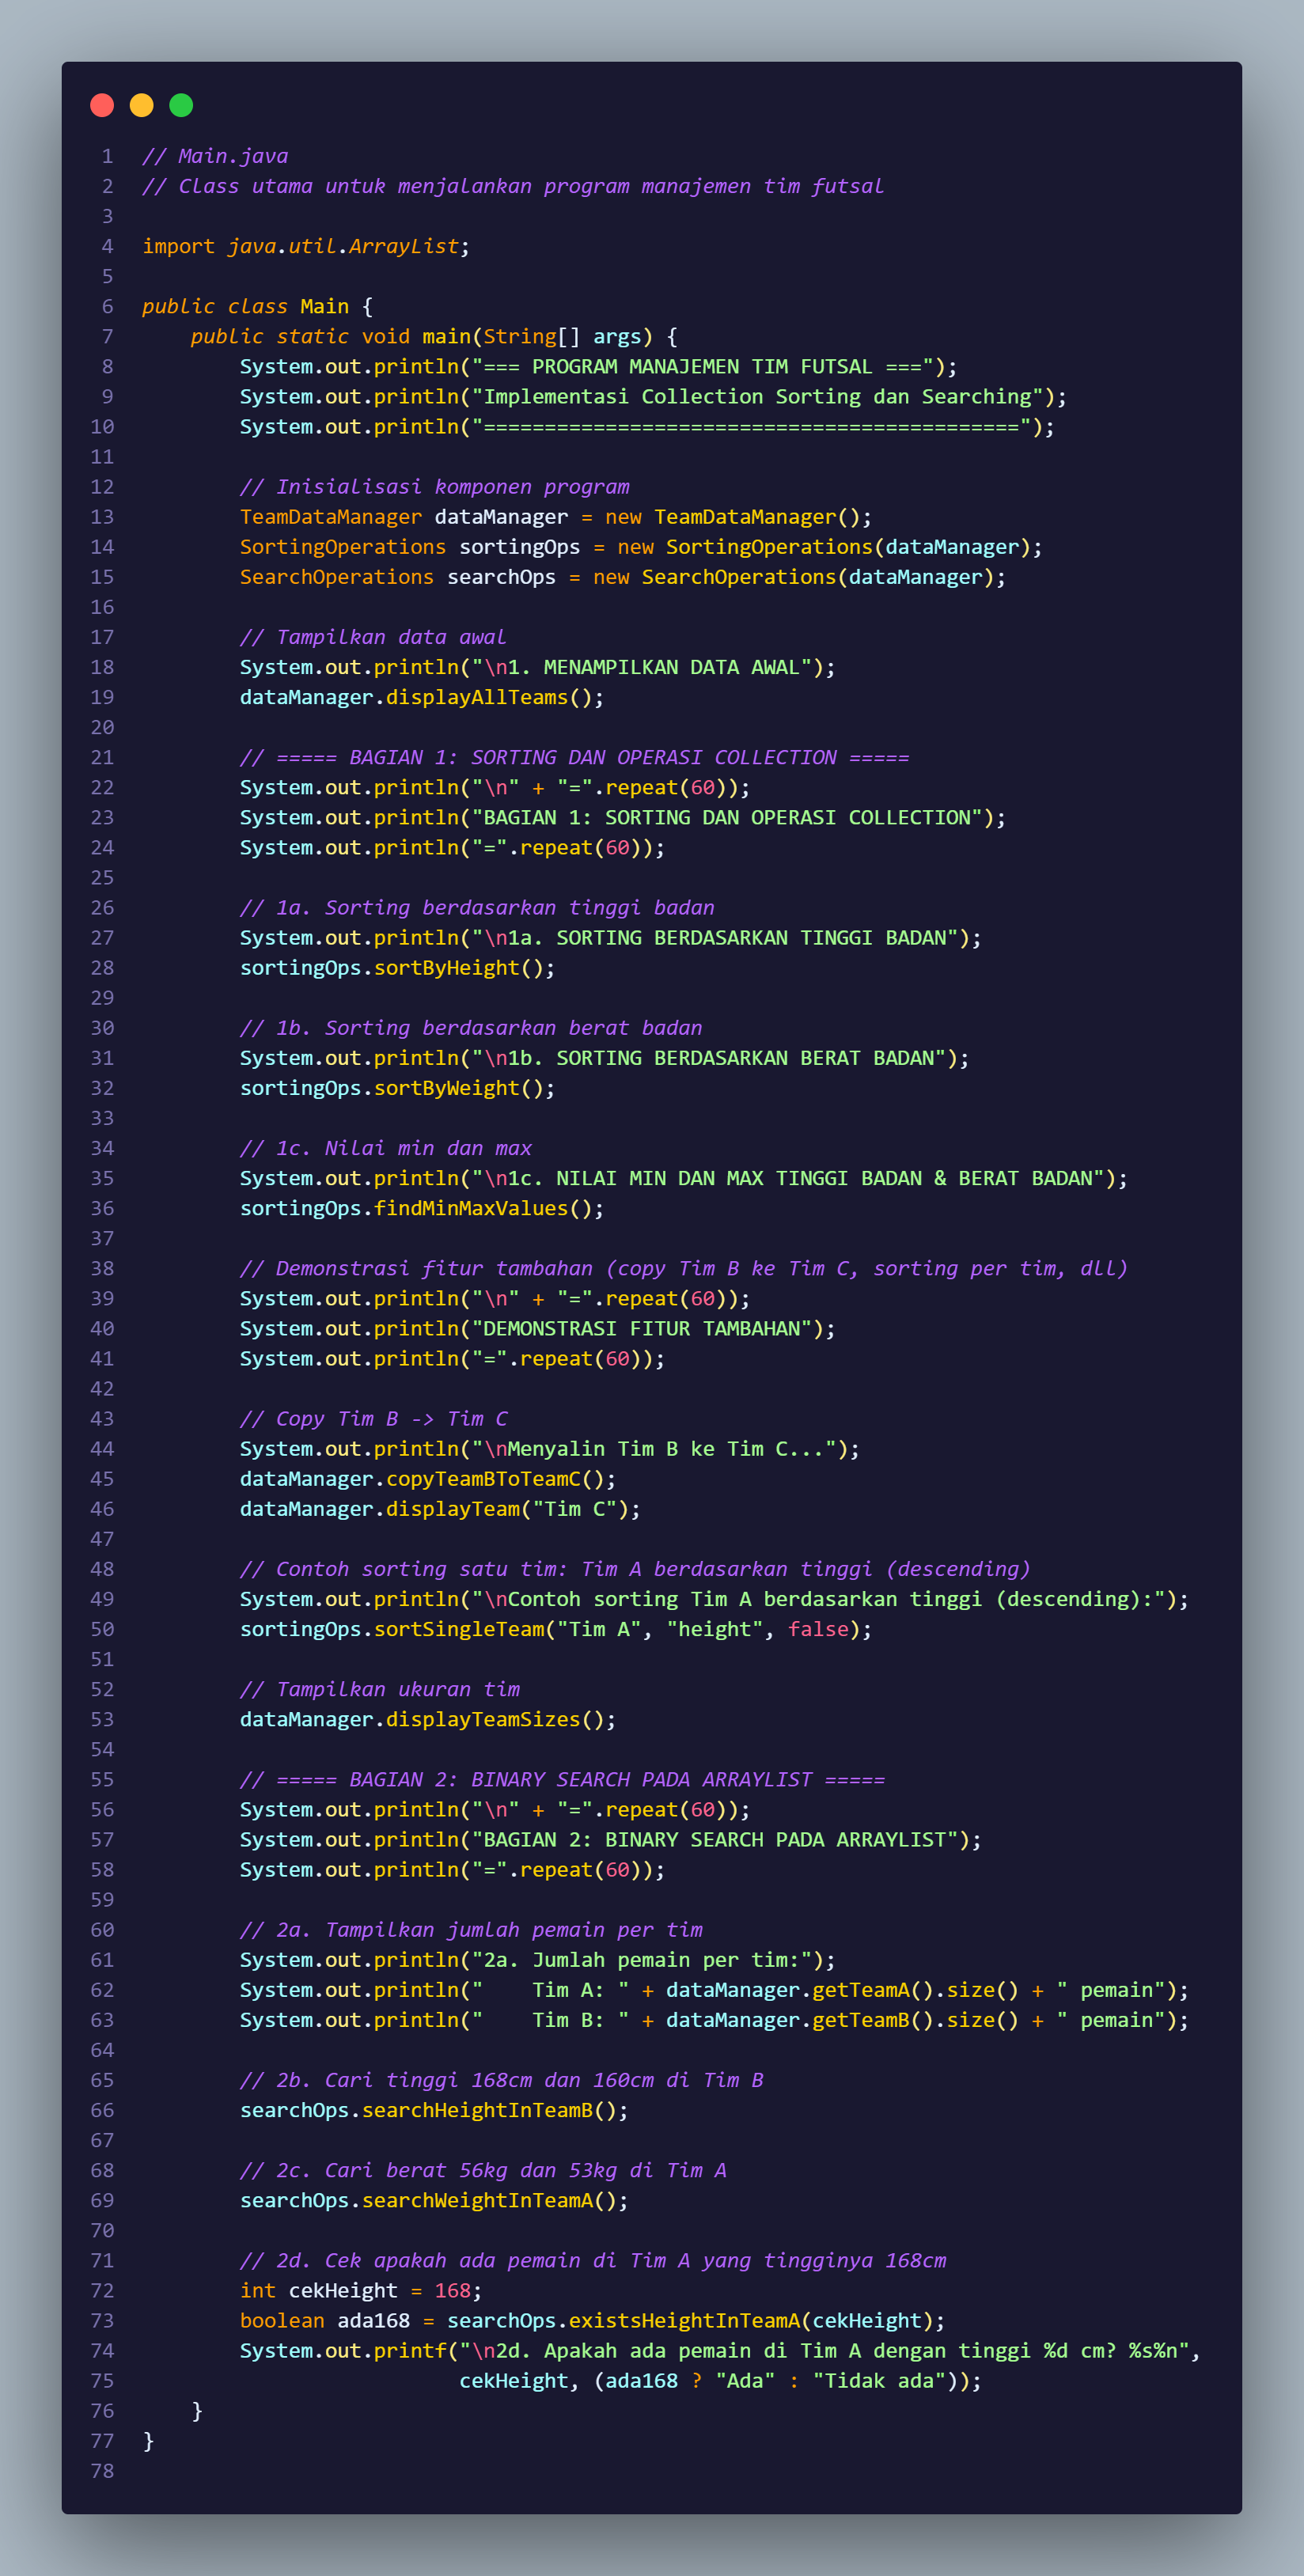 1 // Main.java
2 // Class utama untuk menjalankan program manajemen tim futsal
3
4 import java.util.ArrayList;
5
6 public class Main {
7     public static void main(String[] args) {
8         System.out.println("=== PROGRAM MANAJEMEN TIM FUTSAL ===");
9         System.out.println("Implementasi Collection Sorting dan Searching");
10         System.out.println("============================================");
11
12         // Inisialisasi komponen program
13         TeamDataManager dataManager = new TeamDataManager();
14         SortingOperations sortingOps = new SortingOperations(dataManager);
15         SearchOperations searchOps = new SearchOperations(dataManager);
16
17         // Tampilkan data awal
18         System.out.println("\n1. MENAMPILKAN DATA AWAL");
19         dataManager.displayAllTeams();
20
21         // ===== BAGIAN 1: SORTING DAN OPERASI COLLECTION =====
22         System.out.println("\n" + "=".repeat(60));
23         System.out.println("BAGIAN 1: SORTING DAN OPERASI COLLECTION");
24         System.out.println("=".repeat(60));
25
26         // 1a. Sorting berdasarkan tinggi badan
27         System.out.println("\n1a. SORTING BERDASARKAN TINGGI BADAN");
28         sortingOps.sortByHeight();
29
30         // 1b. Sorting berdasarkan berat badan
31         System.out.println("\n1b. SORTING BERDASARKAN BERAT BADAN");
32         sortingOps.sortByWeight();
33
34         // 1c. Nilai min dan max
35         System.out.println("\n1c. NILAI MIN DAN MAX TINGGI BADAN & BERAT BADAN");
36         sortingOps.findMinMaxValues();
37
38         // Demonstrasi fitur tambahan (copy Tim B ke Tim C, sorting per tim, dll)
39         System.out.println("\n" + "=".repeat(60));
40         System.out.println("DEMONSTRASI FITUR TAMBAHAN");
41         System.out.println("=".repeat(60));
42
43         // Copy Tim B -> Tim C
44         System.out.println("\nMenyalin Tim B ke Tim C...");
45         dataManager.copyTeamBToTeamC();
46         dataManager.displayTeam("Tim C");
47
48         // Contoh sorting satu tim: Tim A berdasarkan tinggi (descending)
49         System.out.println("\nContoh sorting Tim A berdasarkan tinggi (descending):");
50         sortingOps.sortSingleTeam("Tim A", "height", false);
51
52         // Tampilkan ukuran tim
53         dataManager.displayTeamSizes();
54
55         // ===== BAGIAN 2: BINARY SEARCH PADA ARRAYLIST =====
56         System.out.println("\n" + "=".repeat(60));
57         System.out.println("BAGIAN 2: BINARY SEARCH PADA ARRAYLIST");
58         System.out.println("=".repeat(60));
59
60         // 2a. Tampilkan jumlah pemain per tim
61         System.out.println("2a. Jumlah pemain per tim:");
62         System.out.println("    Tim A: " + dataManager.getTeamA().size() + " pemain");
63         System.out.println("    Tim B: " + dataManager.getTeamB().size() + " pemain");
64
65         // 2b. Cari tinggi 168cm dan 160cm di Tim B
66         searchOps.searchHeightInTeamB();
67
68         // 2c. Cari berat 56kg dan 53kg di Tim A
69         searchOps.searchWeightInTeamA();
70
71         // 2d. Cek apakah ada pemain di Tim A yang tingginya 168cm
72         int cekHeight = 168;
73         boolean ada168 = searchOps.existsHeightInTeamA(cekHeight);
74         System.out.printf("\n2d. Apakah ada pemain di Tim A dengan tinggi %d cm? %s%n",
75                           cekHeight, (ada168 ? "Ada" : "Tidak ada"));
76     }
77 }
78